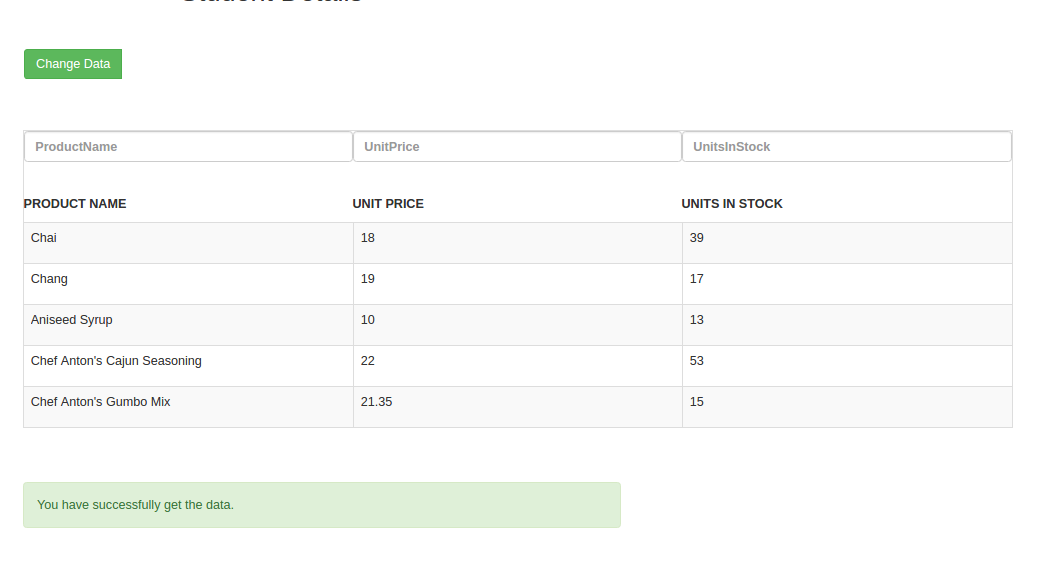 Student Details
Change Data
ProductName UnitPrice UnitsInStock
PRODUCT NAME UNIT PRICE UNITS IN STOCK
Chai 18 39
Chang 19 17
Aniseed Syrup 10 13
Chef Anton's Cajun Seasoning 22 53
Chef Anton's Gumbo Mix 21.35 15
You have successfully get the data.